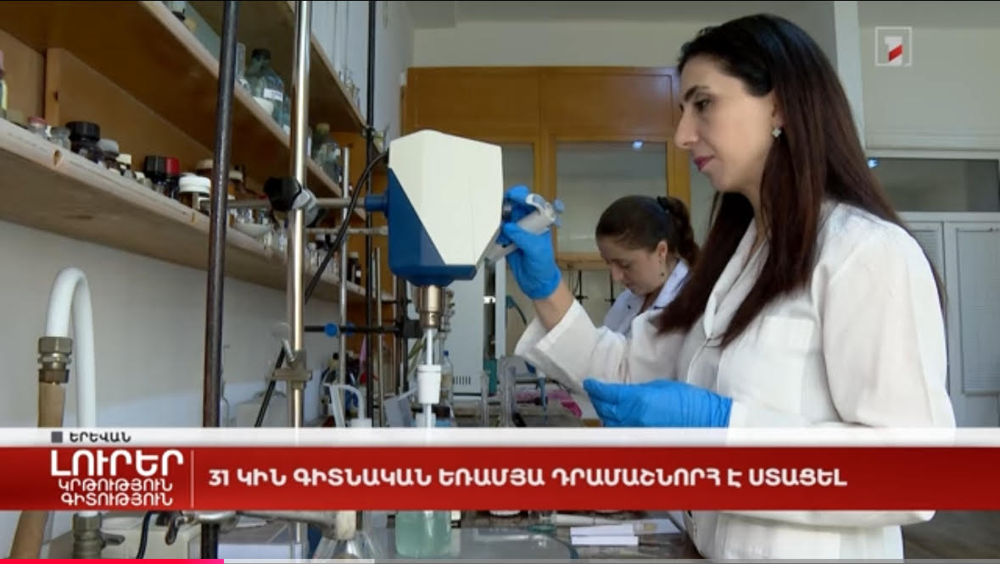 ԵՐԵՎԱՆ
ԼՈՒՐԵՐ
ԿՐԹՈՒԹՅՈՒՆ
ԳԻՏՈՒԹՅՈՒՆ
31 ԿԻՆ ԳԻՏՆԱԿԱՆ ԵՌԱՄՅԱ ԴՐԱՄԱՇՆՈՐՀ Է ՍՏԱՑԵԼ